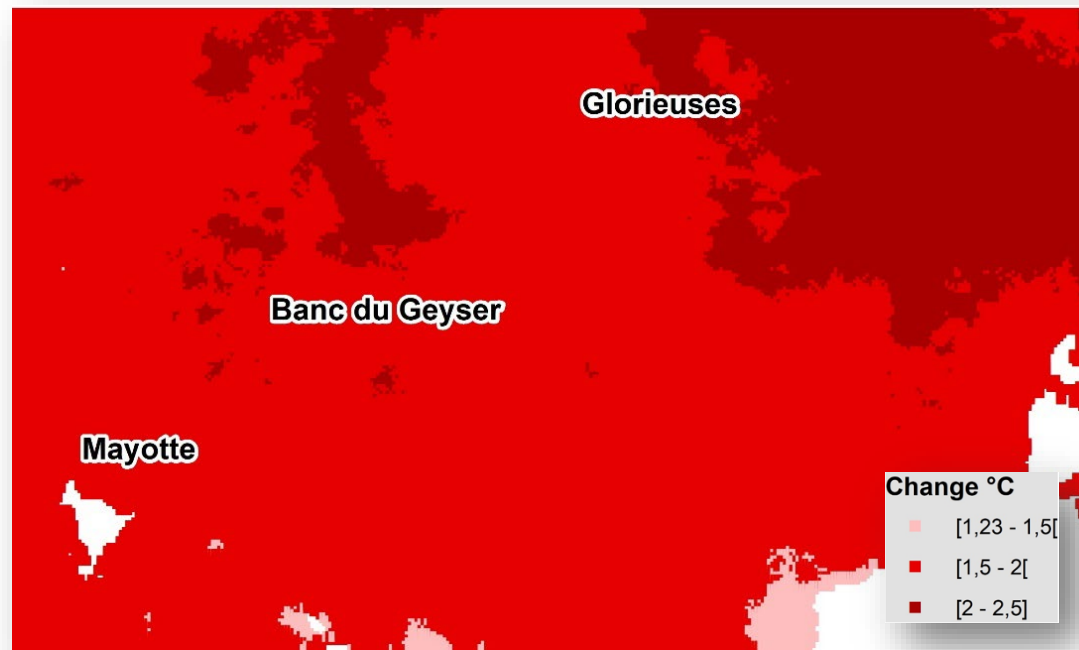 Glorieuses
Banc du Geyser
Mayotte
Change °C
[1,23 - 1,5[
[1,5 - 2[
[2 - 2,5]